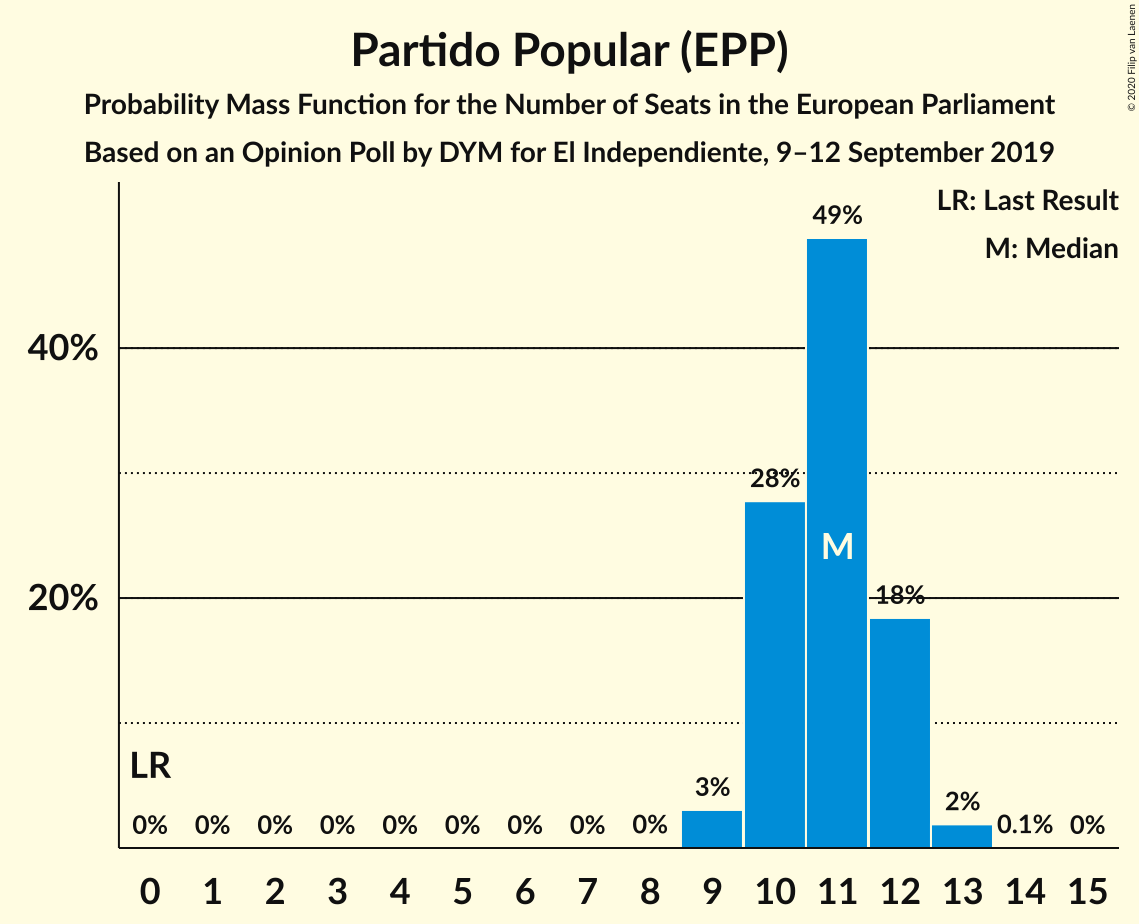 Partido Popular (EPP)
Probability Mass Function for the Number of Seats in the European Parliament
Based on an Opinion Poll by DYM for El Independiente, 9–12 September 2019
© 2020 Filip van Laenen
LR: Last Result
M: Median
49%
40%
28%
M
20%
18%
LR
3%
2%
0% 0% 0% 0% 0% 0% 0% 0% 0% 0.1% 0%
0 1 2 3 4 5 6 7 8 9 10 11 12 13 14 15